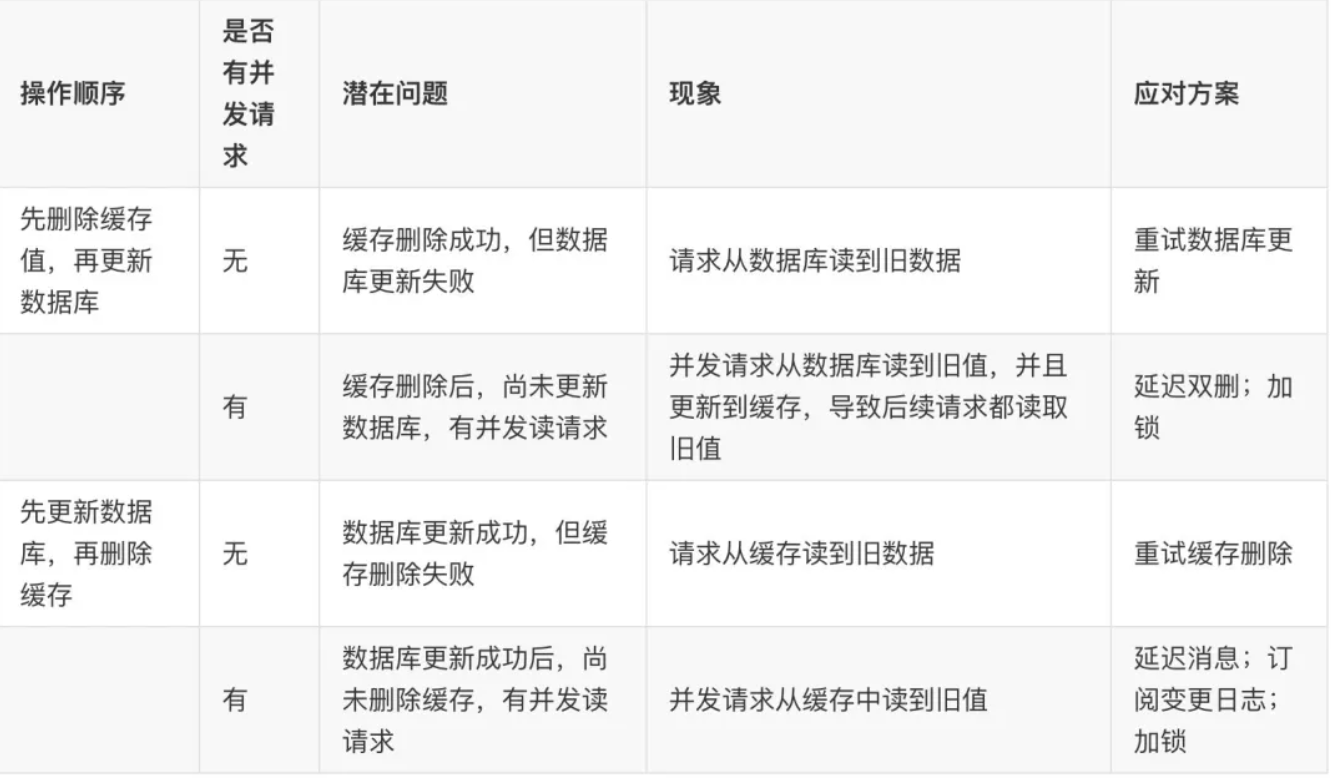 操作顺序
是否
有并
发请
求
潜在问题
现象
应对方案
先删除缓存
值，再更新
数据库
无
缓存删除成功，但数据
库更新失败
请求从数据库读到旧数据
重试数据库更
新
有
缓存删除后，尚未更新
数据库，有并发读请求
并发请求从数据库读到旧值，并且
更新到缓存，导致后续请求都读取
旧值
延迟双删；加
锁
先更新数据
库，再删除
缓存
无
数据库更新成功，但缓
存删除失败
请求从缓存读到旧数据
重试缓存删除
有
数据库更新成功后，尚
未删除缓存，有并发读
请求
并发请求从缓存中读到旧值
延迟消息；订
阅变更日志；
加锁